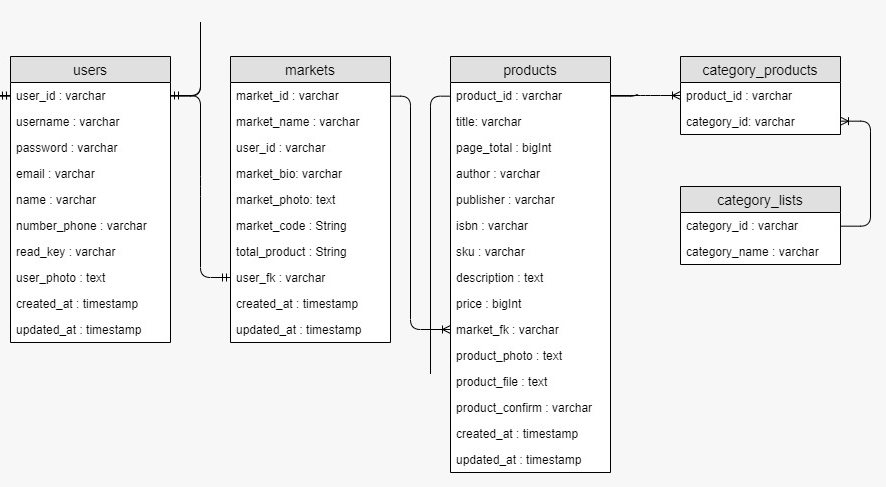 users
user_id : varchar
username : varchar
password : varchar
email : varchar
name : varchar
number_phone : varchar
read_key : varchar
user_photo : text
created_at : timestamp
updated_at : timestamp
markets
market_id : varchar
market_name : varchar
user_id : varchar
market_bio: varchar
market_photo: text
market_code : String
total_product : String
user_fk : varchar
created_at : timestamp
updated_at : timestamp
products
product_id : varchar
title: varchar
page_total : bigInt
author : varchar
publisher : varchar
isbn : varchar
sku : varchar
description : text
price : bigInt
market_fk : varchar
product_photo : text
product_file : text
product_confirm : varchar
created_at : timestamp
updated_at : timestamp
category_products
product_id : varchar
category_id: varchar
category_lists
category_id : varchar
category_name : varchar